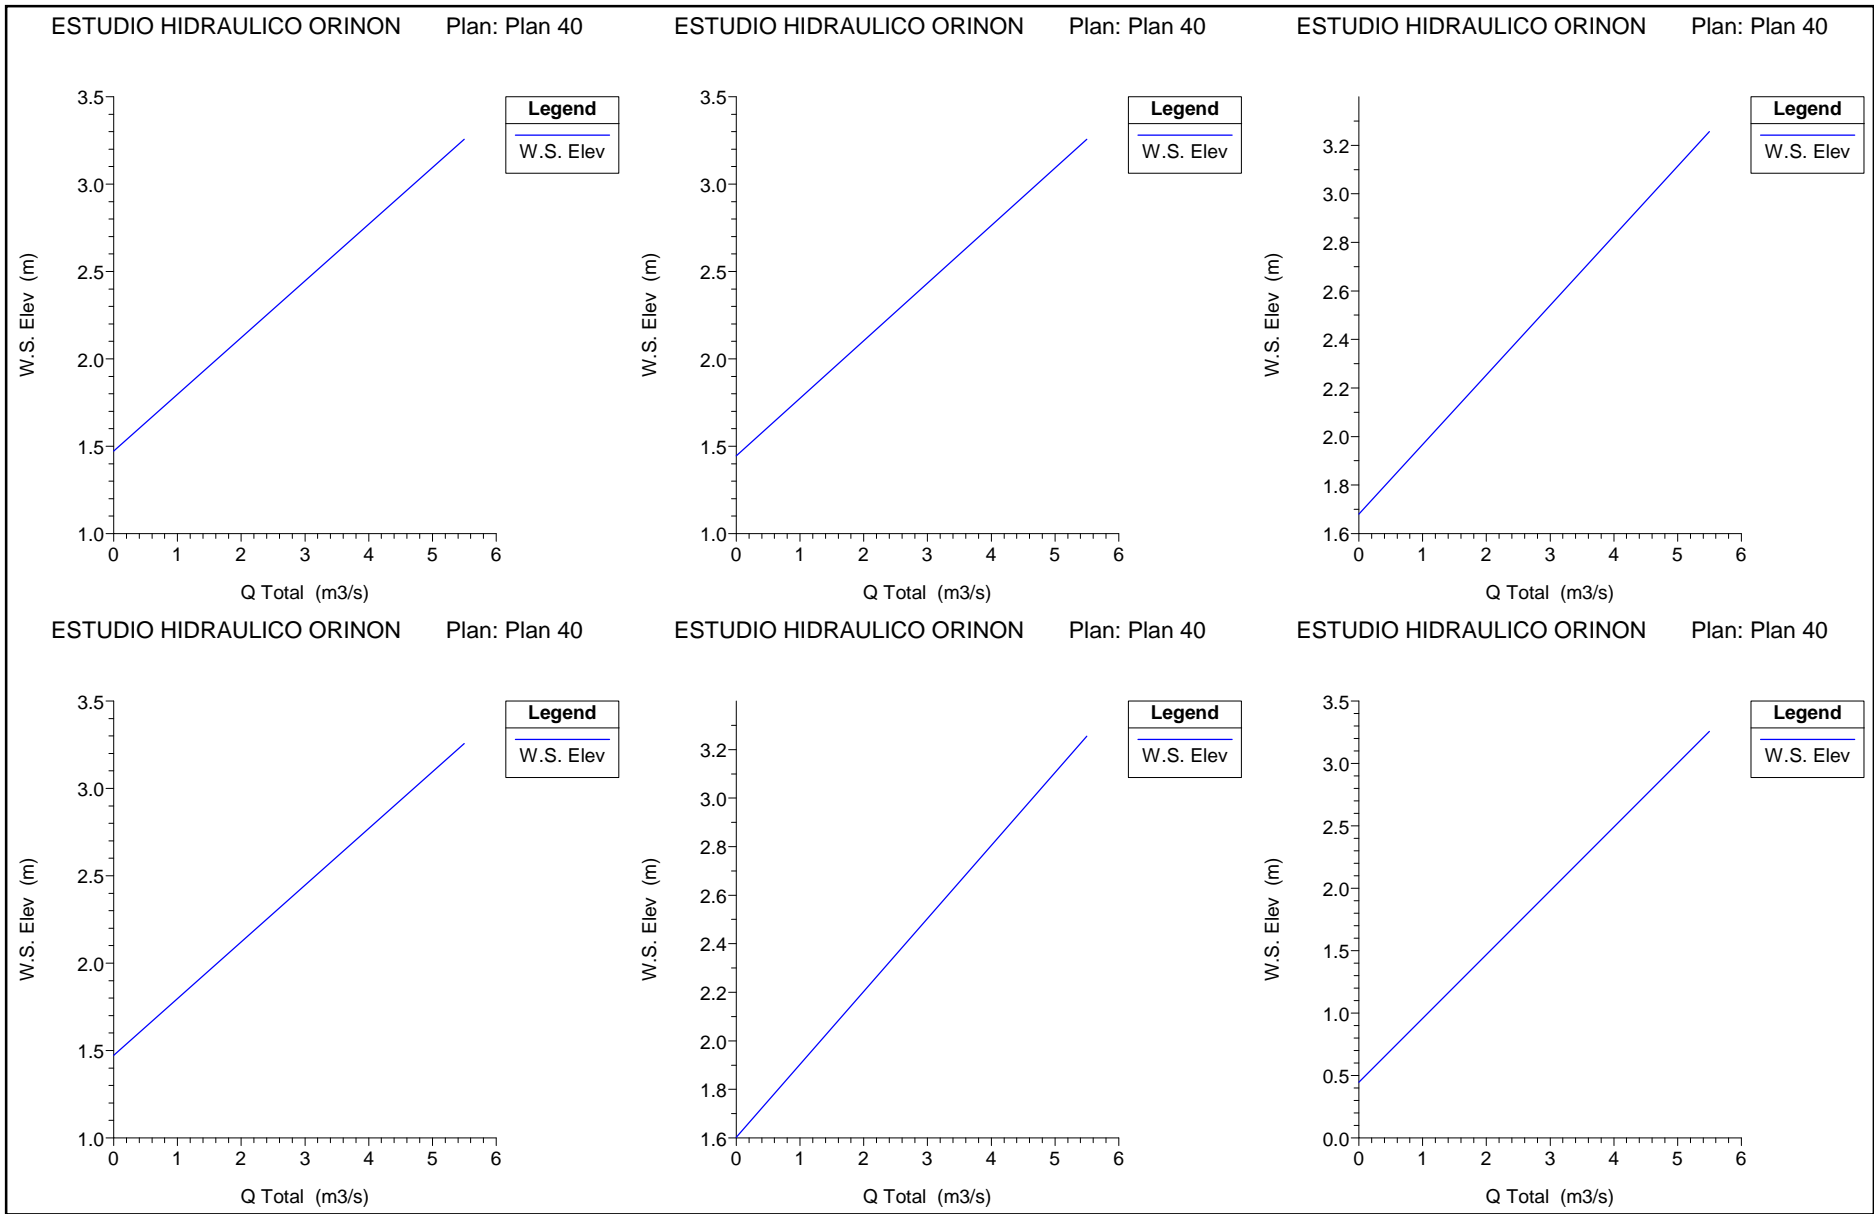 ESTUDIO HIDRAULICO ORINON Plan: Plan 40
Legend
W.S. Elev
3.5
3.0
2.5
2.0
1.5
1.0
W.S. Elev (m)
0 1 2 3 4 5 6
Q Total (m3/s)
ESTUDIO HIDRAULICO ORINON Plan: Plan 40
Legend
W.S. Elev
3.5
3.0
2.5
2.0
1.5
1.0
W.S. Elev (m)
0 1 2 3 4 5 6
Q Total (m3/s)
ESTUDIO HIDRAULICO ORINON Plan: Plan 40
Legend
W.S. Elev
3.2
3.0
2.8
2.6
2.4
2.2
2.0
1.8
1.6
W.S. Elev (m)
0 1 2 3 4 5 6
Q Total (m3/s)
ESTUDIO HIDRAULICO ORINON Plan: Plan 40
Legend
W.S. Elev
3.5
3.0
2.5
2.0
1.5
1.0
W.S. Elev (m)
0 1 2 3 4 5 6
Q Total (m3/s)
ESTUDIO HIDRAULICO ORINON Plan: Plan 40
Legend
W.S. Elev
3.2
3.0
2.8
2.6
2.4
2.2
2.0
1.8
1.6
W.S. Elev (m)
0 1 2 3 4 5 6
Q Total (m3/s)
ESTUDIO HIDRAULICO ORINON Plan: Plan 40
Legend
W.S. Elev
3.5
3.0
2.5
2.0
1.5
1.0
0.5
0.0
W.S. Elev (m)
0 1 2 3 4 5 6
Q Total (m3/s)